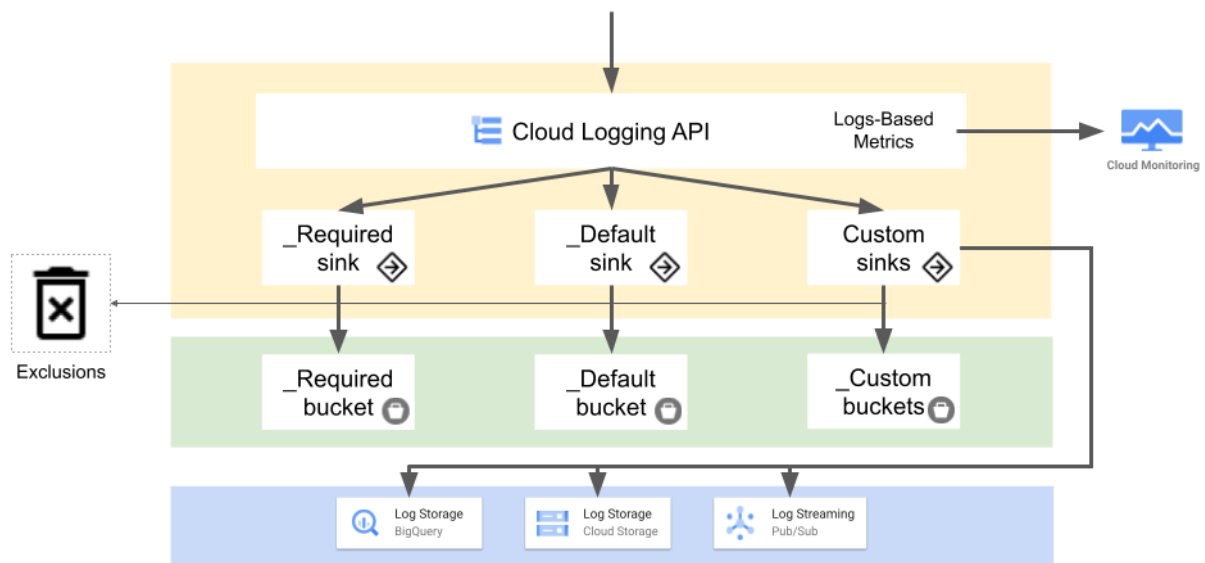 Cloud Logging API
Logs-Based
Metrics
Cloud Monitoring
_Required
sink
_Default
sink
Custom
sinks
Exclusions
_Required
bucket
_Default
bucket
_Custom
buckets
Log Storage
BigQuery
Log Storage
Cloud Storage
Log Streaming
Pub/Sub